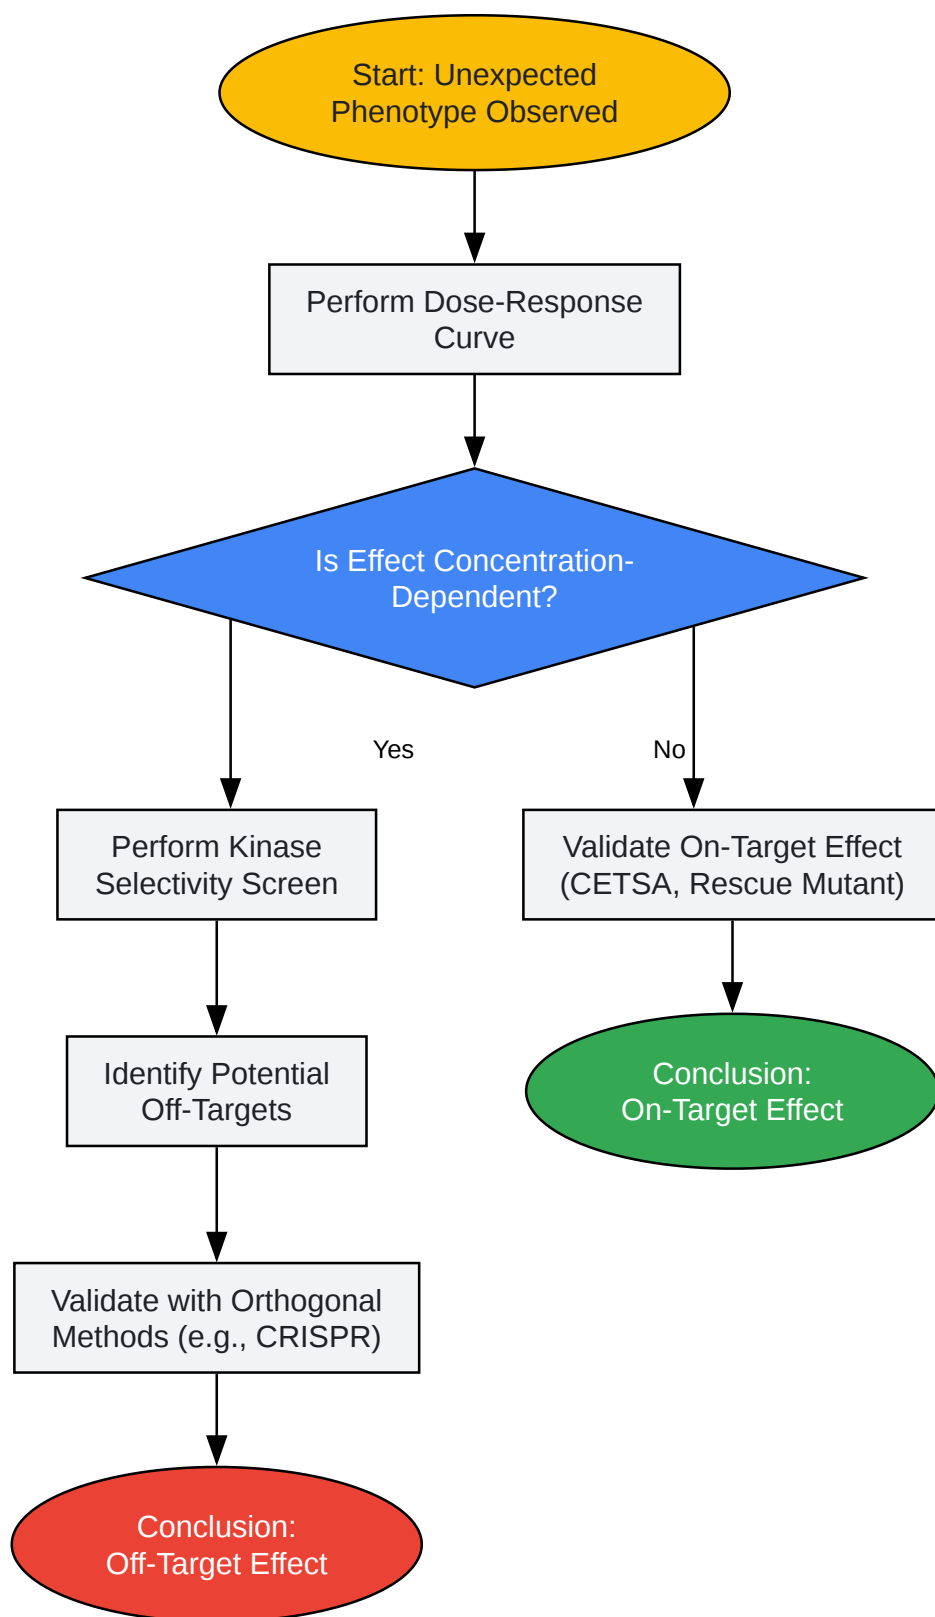 Start: Unexpected
Phenotype Observed
Perform Dose-Response
Curve
Is Effect Concentration-
Dependent?
Yes
No
Perform Kinase
Selectivity Screen
Validate On-Target Effect
(CETSA, Rescue Mutant)
Identify Potential
Off-Targets
Conclusion:
On-Target Effect
Validate with Orthogonal
Methods (e.g., CRISPR)
Conclusion:
Off-Target Effect